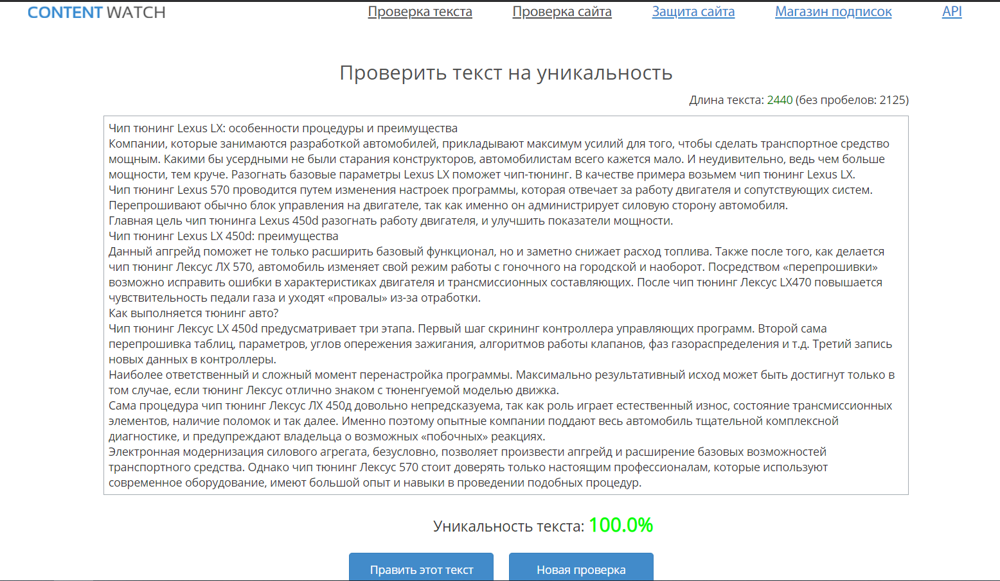 CONTENT WATCH
Проверка текста
Проверка сайта
Защита сайта
Магазин подписок
API
Проверить текст на уникальность
Длина текста: 2440 (без пробелов: 2125)
Чип тюнинг Lexus LX: особенности процедуры и преимущества
Компании, которые занимаются разработкой автомобилей, прикладывают максимум усилий для того, чтобы сделать транспортное средство
мощным. Какими бы усердными не были старания конструкторов, автомобилистам всего кажется мало. И неудивительно, ведь чем больше
мощности, тем круче. Разогнать базовые параметры Lexus LX поможет чип-тюнинг. В качестве примера возьмем чип тюнинг Lexus LX.
Чип тюнинг Lexus 570 проводится путем изменения настроек программы, которая отвечает за работу двигателя и сопутствующих систем.
Перепрошивают обычно блок управления на двигателе, так как именно он администрирует силовую сторону автомобиля.
Главная цель чип тюнинга Lexus 450d разогнать работу двигателя, и улучшить показатели мощности.
Чип тюнинг Lexus LX 450d: преимущества
Данный апгрейд поможет не только расширить базовый функционал, но и заметно снижает расход топлива. Также после того, как делается
чип тюнинг Лексус ЛХ 570, автомобиль изменяет свой режим работы с гоночного на городской и наоборот. Посредством «перепрошивки»
возможно исправить ошибки в характеристиках двигателя и трансмиссионных составляющих. После чип тюнинг Лексус LX470 повышается
чувствительность педали газа и уходят «провалы» из-за отработки.
Как выполняется тюнинг авто?
Чип тюнинг Лексус LX 450d предусматривает три этапа. Первый шаг скрининг контроллера управляющих программ. Второй сама
перепрошивка таблиц, параметров, углов опережения зажигания, алгоритмов работы клапанов, фаз газораспределения и т.д. Третий запись
новых данных в контроллеры.
Наиболее ответственный и сложный момент перенастройка программы. Максимально результативный исход может быть достигнут только в
том случае, если тюнинг Лексус отлично знаком с тюненгуемой моделью движка.
Сама процедура чип тюнинг Лексус ЛХ 450д довольно непредсказуема, так как роль играет естественный износ, состояние трансмиссионных
элементов, наличие поломок и так далее. Именно поэтому опытные компании поддают весь автомобиль тщательной комплексной
диагностике, и предупреждают владельца о возможных «побочных» реакциях.
Электронная модернизация силового агрегата, безусловно, позволяет произвести апгрейд и расширение базовых возможностей
транспортного средства. Однако чип тюнинг Лексус 570 стоит доверять только настоящим профессионалам, которые используют
современное оборудование, имеют большой опыт и навыки в проведении подобных процедур.
Уникальность текста: 100.0%
Править этот текст
Новая проверка